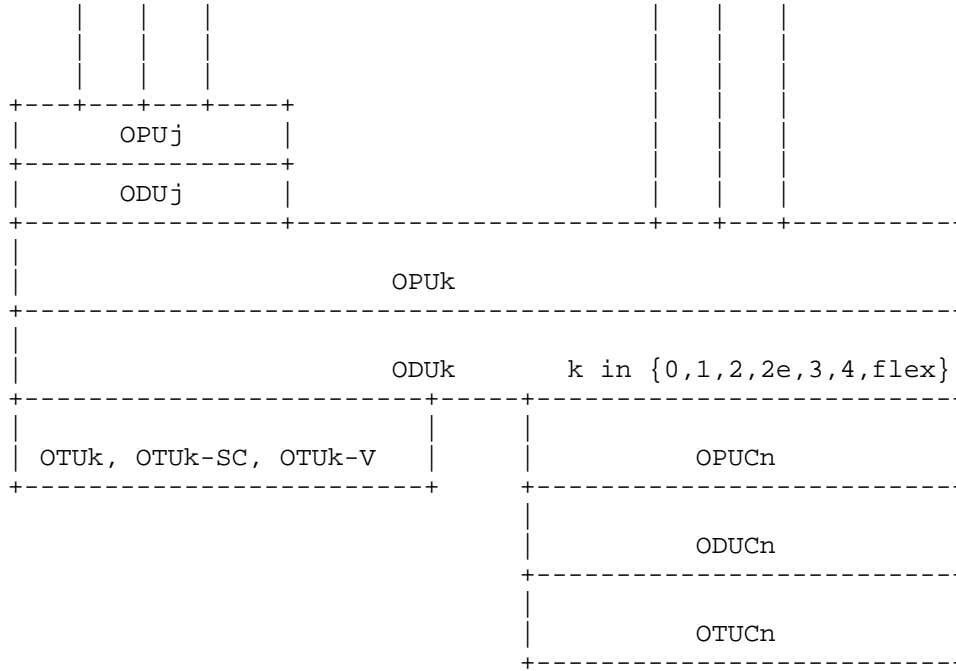 OPUj
ODUj
OPUk
ODUk k in {0,1,2,2e,3,4,flex}
OTUk, OTUk-SC, OTUk-V OPUCn
ODUCn
OTUCn